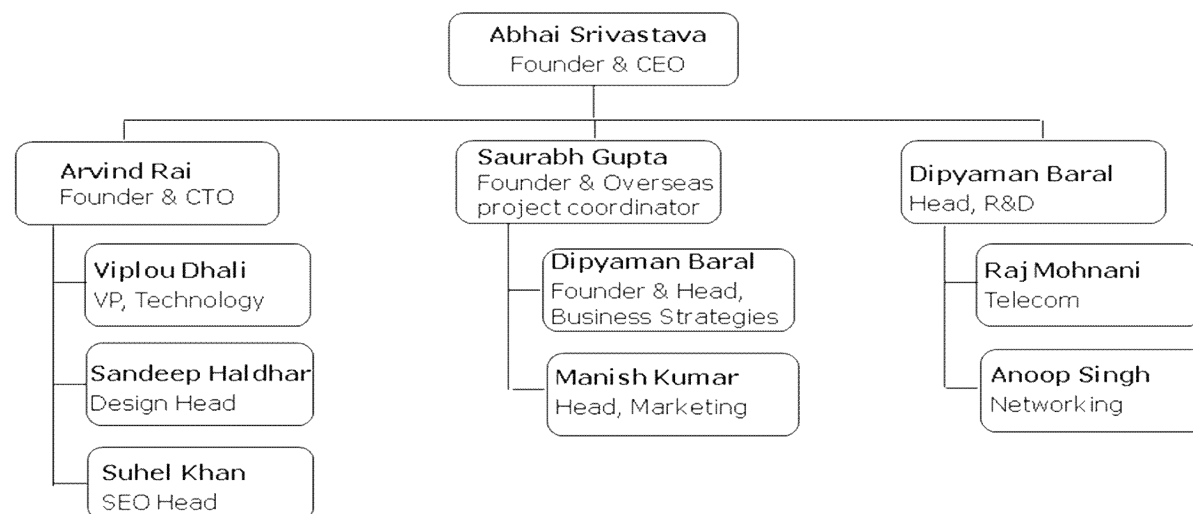 Abhai Srivastava
Founder & CEO
Arvind Rai
Founder & CTO
Viplou Dhali
VP, Technology
Sandeep Haldhar
Design Head
Suhel Khan
SEO Head
Saurabh Gupta
Founder & Overseas
project coordinator
Dipyaman Baral
Founder & Head,
Business Strategies
Manish Kumar
Head, Marketing
Dipyaman Baral
Head, R&D
Raj Mohnani
Telecom
Anoop Singh
Networking